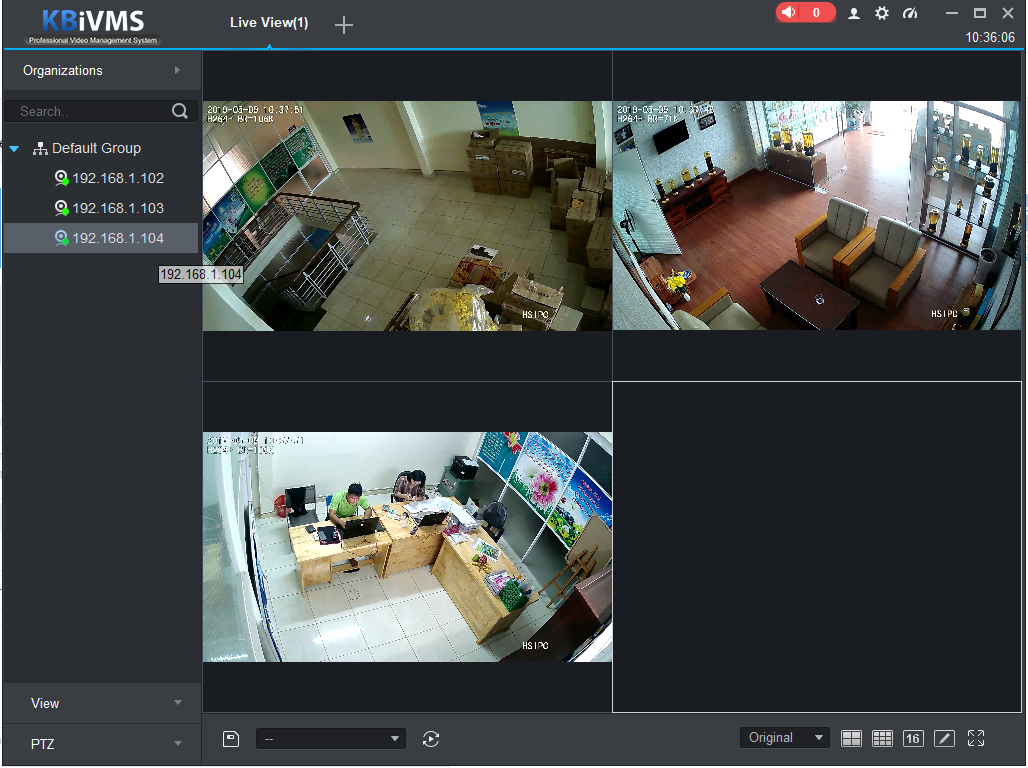 KBiVMS
Professional Video Management System
Live View(1)
0
10:36:06
Organizations
Search..
Default Group
192.168.1.102
192.168.1.103
192.168.1.104
192.168.1.104
HSIPC
HSIPC
HSIPC
View
PTZ
--
Original
16